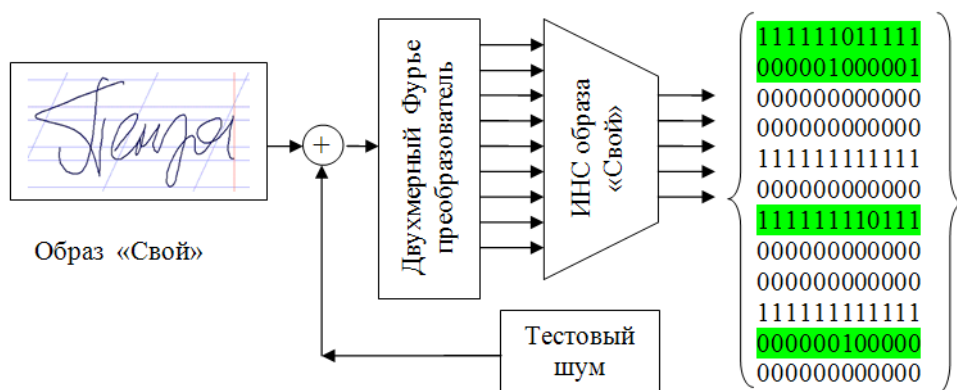 Пенза
Образ «Свой»
+
Двухмерный Фурье
преобразователь
ИНС образа
«Свой»
Тестовый
шум
111111011111
000001000001
000000000000
000000000000
111111111111
000000000000
111111110111
000000000000
000000000000
111111111111
000000100000
000000000000